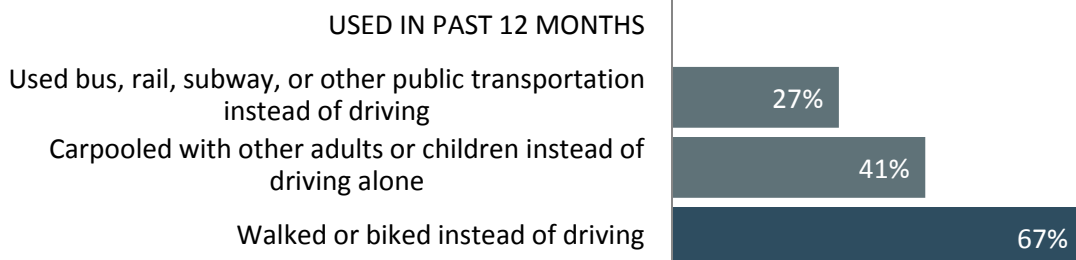 USED IN PAST 12 MONTHS
Used bus, rail, subway, or other public transportation
instead of driving
27%
Carpooled with other adults or children instead of
driving alone
41%
Walked or biked instead of driving
67%